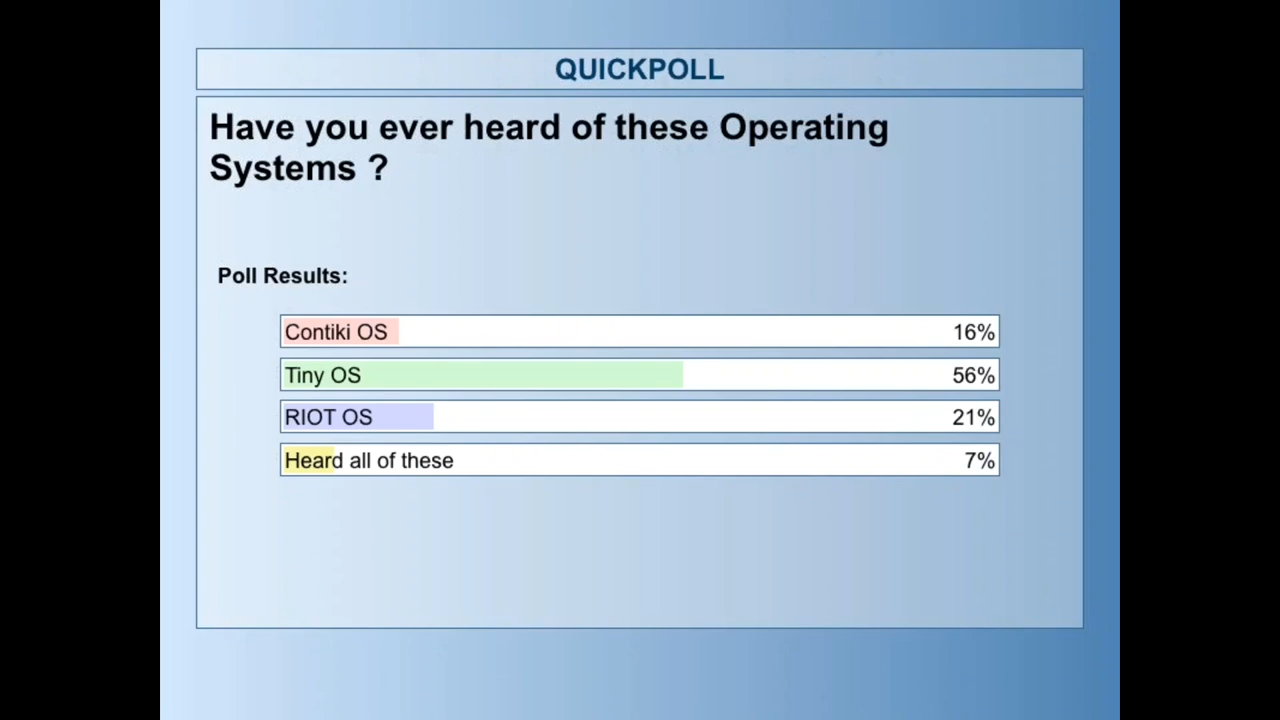 QUICKPOLL
Have you ever heard of these Operating
Systems ?
Poll Results:
Contiki OS 16%
Tiny OS 56%
RIOT OS 21%
Heard all of these 7%